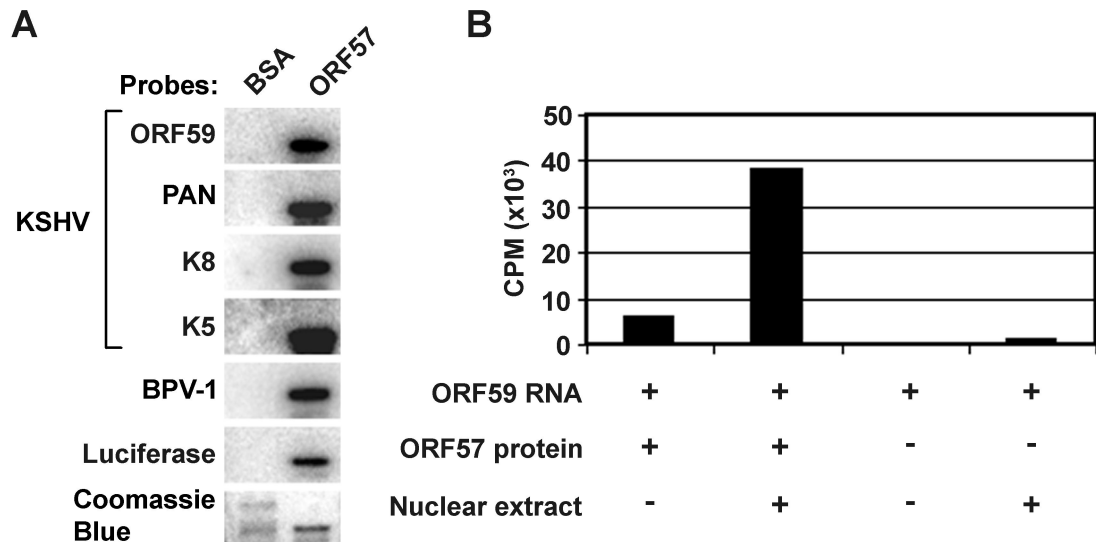 A
Probes: BSA ORF57
KSHV
ORF59
PAN
K8
K5
BPV-1
Luciferase
Coomassie
Blue
B
CPM (x10³)
50
40
30
20
10
0
ORF59 RNA + + + +
ORF57 protein + + - -
Nuclear extract - + - +